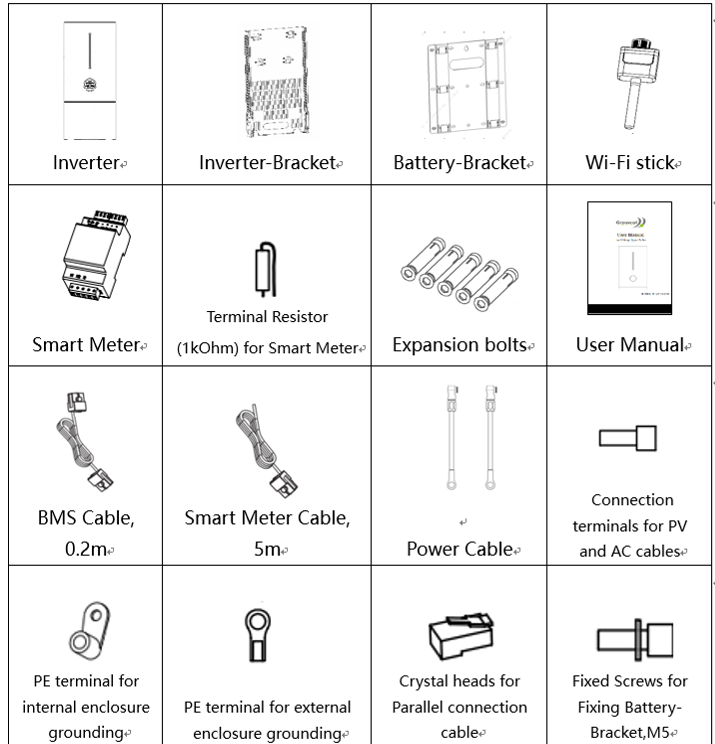 Inverter
Inverter-Bracket
Battery-Bracket
Wi-Fi stick
User Manual
Smart Meter
Terminal Resistor
(1kOhm) for Smart Meter
Expansion bolts
User Manual
BMS Cable,
0.2m
Smart Meter Cable,
5m
Power Cable
Connection
terminals for PV
and AC cables
PE terminal for
internal enclosure
grounding
PE terminal for external
enclosure grounding
Crystal heads for
Parallel connection
cable
Fixed Screws for
Fixing Battery-
Bracket,M5